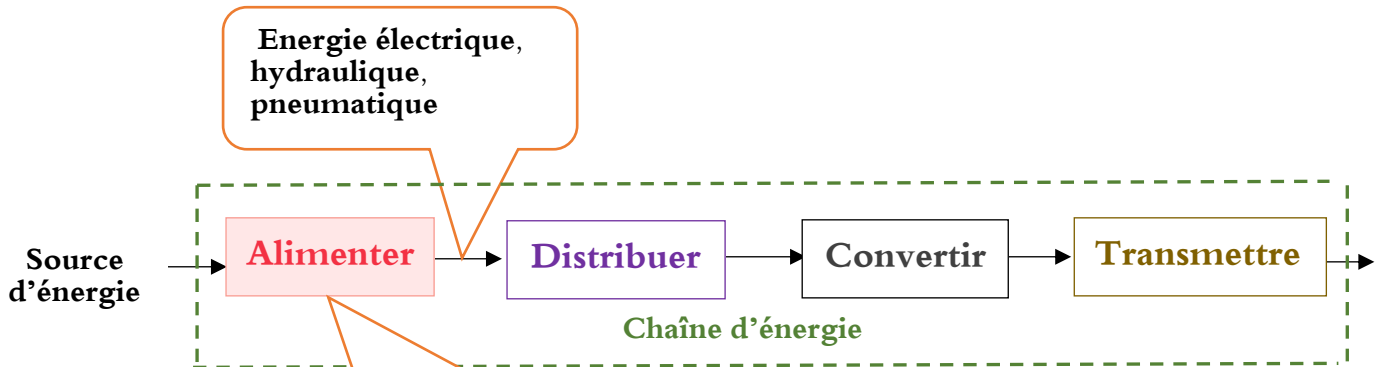 Energie électrique,
hydraulique,
pneumatique
Source
d’énergie
Alimenter
Distribuer
Convertir
Transmettre
Chaîne d’énergie